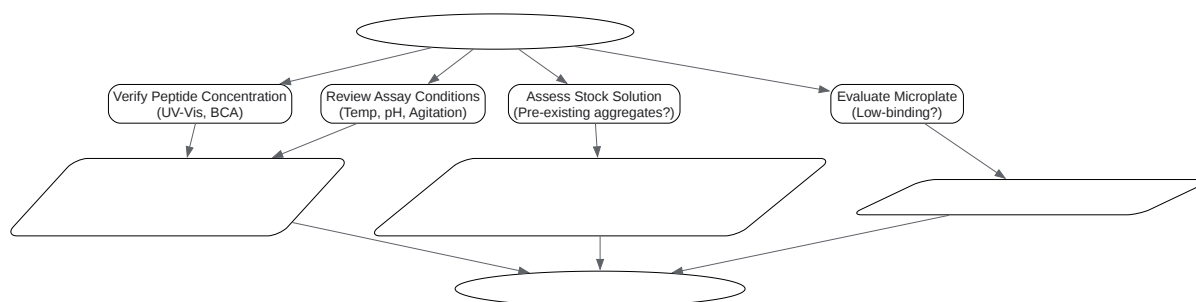 Verify Peptide Concentration
(UV-Vis, BCA)
Review Assay Conditions
(Temp, pH, Agitation)
Assess Stock Solution
(Pre-existing aggregates?)
Evaluate Microplate
(Low-binding?)